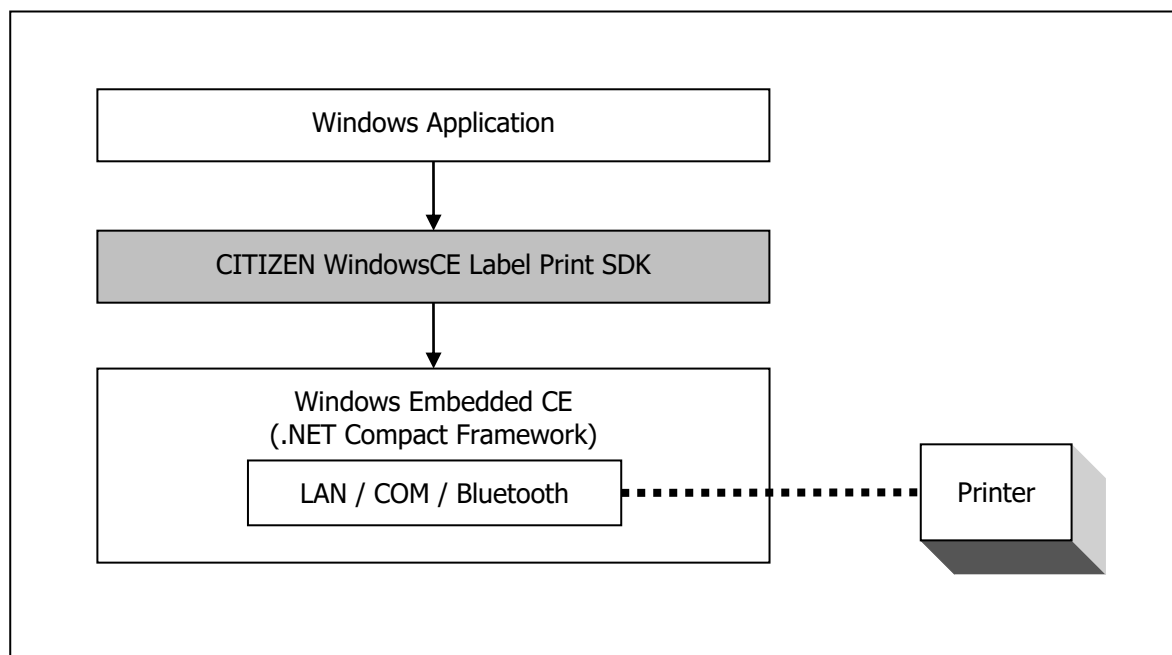 Windows Application
CITIZEN WindowsCE Label Print SDK
Windows Embedded CE
(.NET Compact Framework)
LAN / COM / Bluetooth
Printer